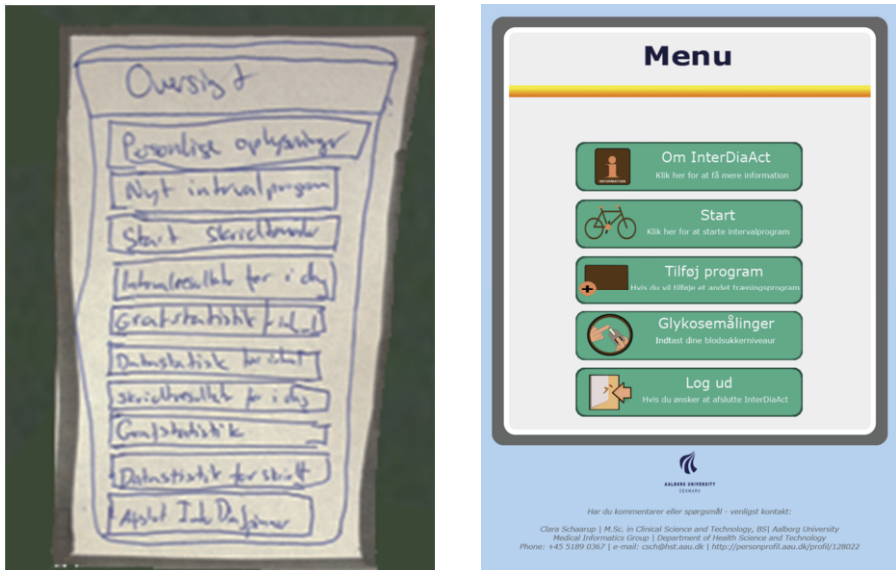 Oversigt
Personlige oplysninger
Nyt intervalprogram
Start
Intervalresultat for i dag
Grafstatistik
Datastatistik for
skridtresultat for i dag
Grafstatistik
Datastatistik for skridt
Afslut
Menu
Om InterDiaAct
Klik her for at få mere information
INFORMATION
Start
Klik her for at starte intervalprogram
Tilføj program
Hvis du vil tilføje et andet træningsprogram
Glykosemålinger
Indtast dine blodsukkerniveaur
Log ud
Hvis du ønsker at afslutte InterDiaAct
AALBORG UNIVERSITY
DENMARK
Har du kommentarer eller spørgsmål - venligst kontakt:
Clara Schaarup | M.Sc. in Clinical Science and Technology, BS| Aalborg University
Medical Informatics Group | Department of Health Science and Technology
Phone: +45 5189 0367 | e-mail: csch@hst.aau.dk | http://personprofil.aau.dk/profil/128022